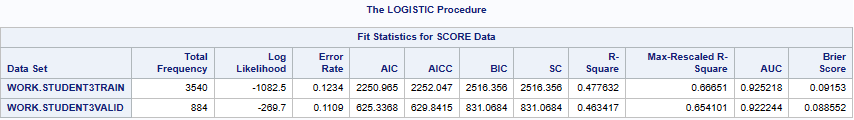 The LOGISTIC Procedure
Fit Statistics for SCORE Data
Data Set Total Frequency Log Likelihood Error Rate AIC AICC BIC SC R-Square Max-Rescaled R-Square AUC Brier Score
WORK.STUDENT3TRAIN 3540 -1082.5 0.1234 2250.965 2252.047 2516.356 2516.356 0.477632 0.66651 0.925218 0.09153
WORK.STUDENT3VALID 884 -269.7 0.1109 625.3368 629.8415 831.0684 831.0684 0.463417 0.654101 0.922244 0.088552